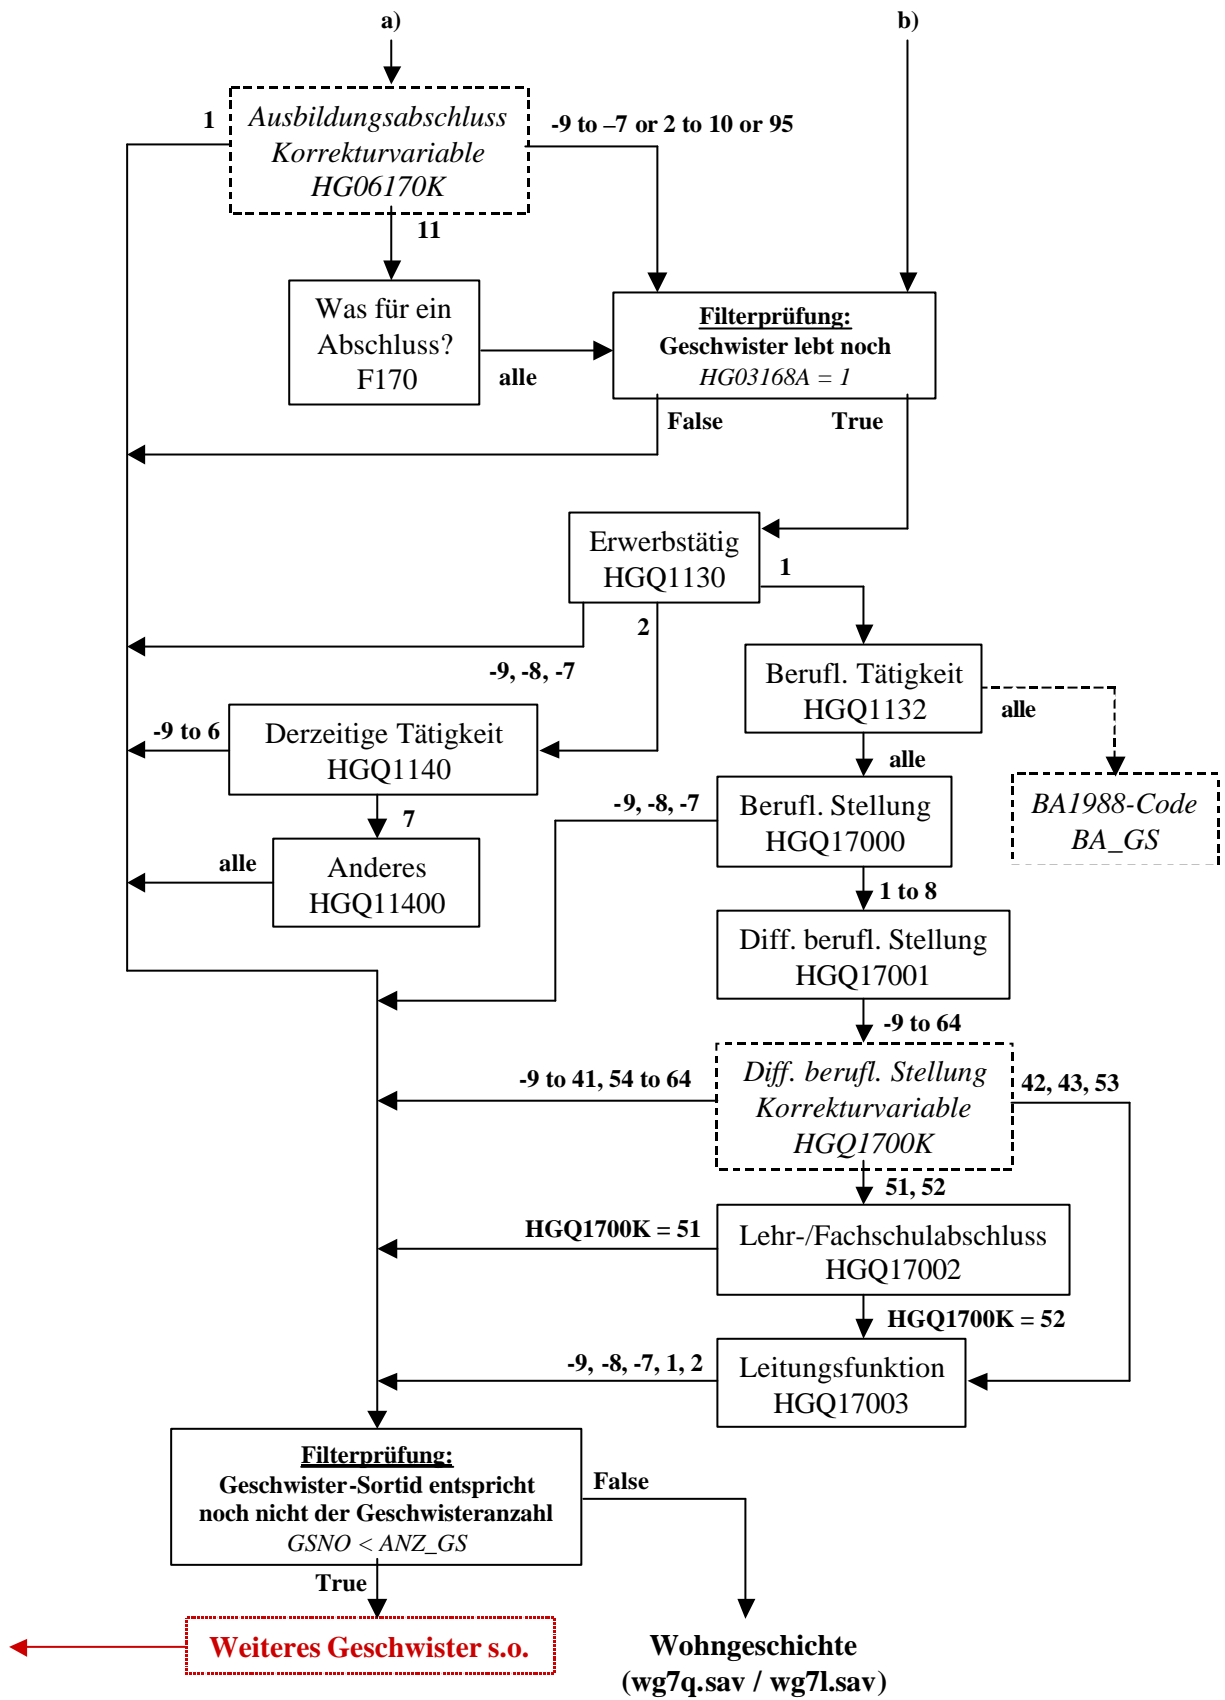 a)
b)
1
Ausbildungsabschluss
Korrekturvariable
HG06170K
-9 to –7 or 2 to 10 or 95
11
Was für ein
Abschluss?
F170
alle
Filterprüfung:
Geschwister lebt noch
HG03168A = 1
False
True
Erwerbstätig
HGQ1130
1
2
-9, -8, -7
Berufl. Tätigkeit
HGQ1132
alle
-9 to 6
Derzeitige Tätigkeit
HGQ1140
alle
7
-9, -8, -7
Berufl. Stellung
HGQ17000
BA1988-Code
BA_GS
alle
Anderes
HGQ11400
1 to 8
Diff. berufl. Stellung
HGQ17001
-9 to 64
-9 to 41, 54 to 64
Diff. berufl. Stellung
Korrekturvariable
HGQ1700K
42, 43, 53
51, 52
HGQ1700K = 51
Lehr-/Fachschulabschluss
HGQ17002
HGQ1700K = 52
-9, -8, -7, 1, 2
Leitungsfunktion
HGQ17003
Filterprüfung:
Geschwister-Sortid entspricht
noch nicht der Geschwisteranzahl
GSNO < ANZ_GS
False
True
Weiteres Geschwister s.o.
Wohngeschichte
(wg7q.sav / wg7l.sav)